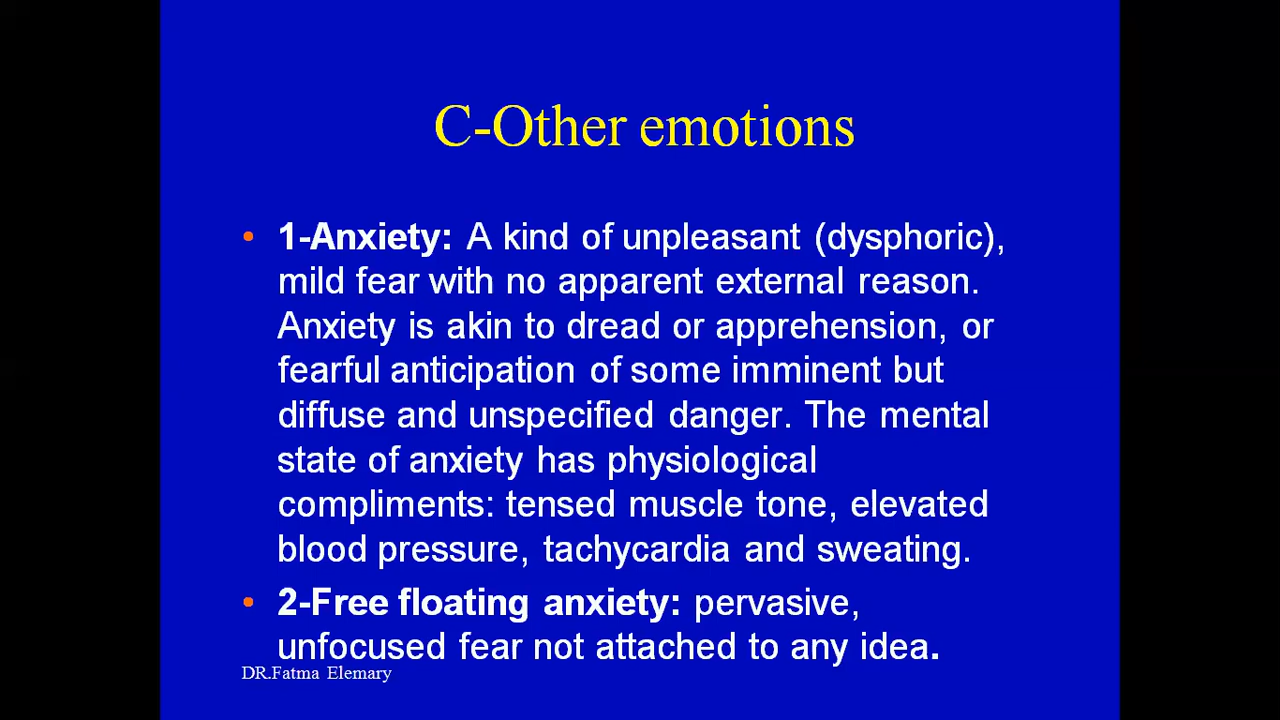 C-Other emotions
• 1-Anxiety: A kind of unpleasant (dysphoric),
mild fear with no apparent external reason.
Anxiety is akin to dread or apprehension, or
fearful anticipation of some imminent but
diffuse and unspecified danger. The mental
state of anxiety has physiological
compliments: tensed muscle tone, elevated
blood pressure, tachycardia and sweating.
• 2-Free floating anxiety: pervasive,
unfocused fear not attached to any idea.
DR.Fatma Elemary